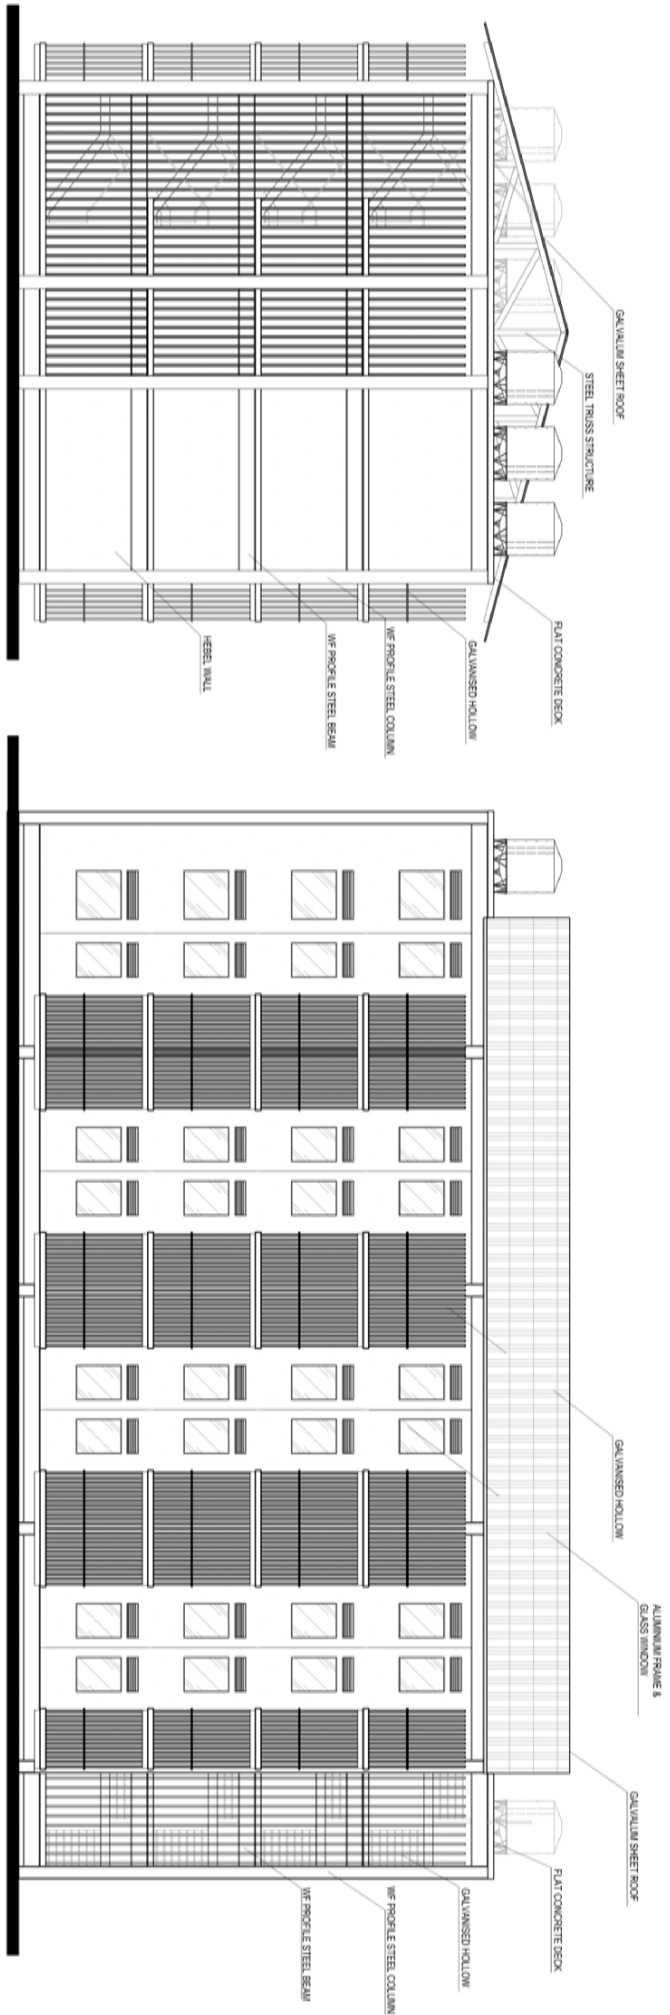 GALVALUM SHEET ROOF
STEEL TRUSS STRUCTURE
FLAT CONCRETE DECK
GALVANISED HOLLOW
WF PROFILE STEEL COLUMN
WF PROFILE STEEL BEAM
HEBEL WALL
GALVANISED HOLLOW
ALUMINIUM FRAME &
GLASS WINDOW
GALVALUM SHEET ROOF
FLAT CONCRETE DECK
GALVANISED HOLLOW
WF PROFILE STEEL COLUMN
WF PROFILE STEEL BEAM